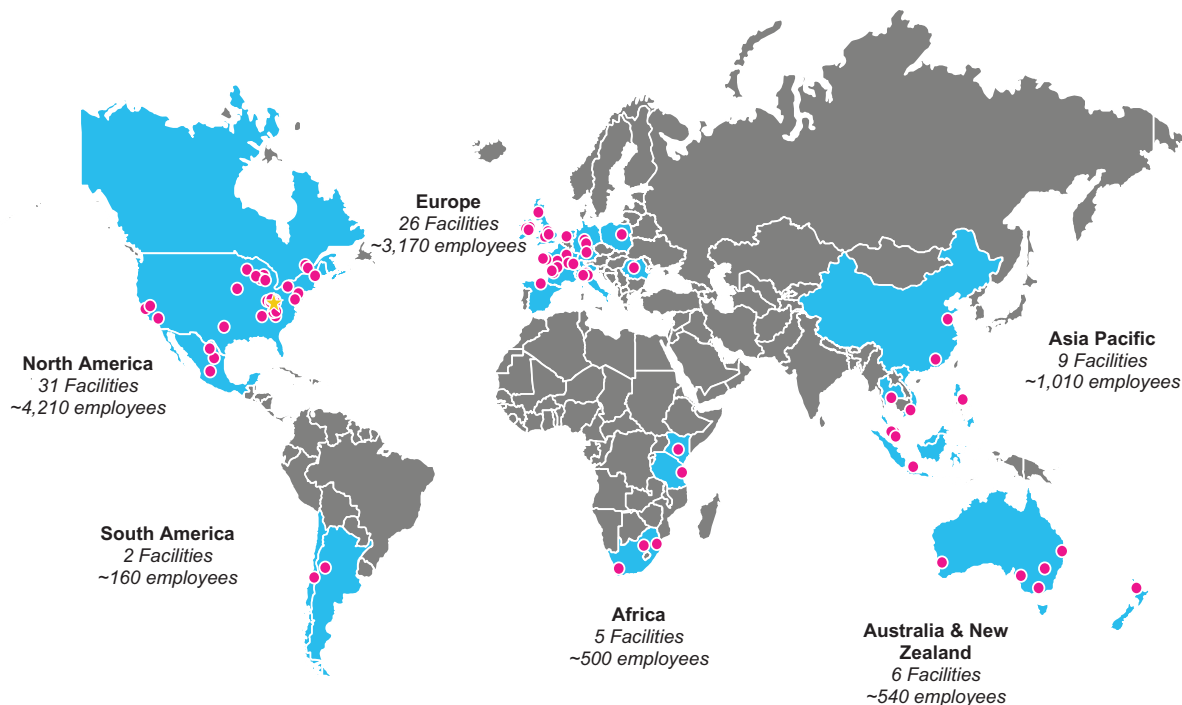 Europe
26 Facilities
~3,170 employees
North America
31 Facilities
~4,210 employees
Asia Pacific
9 Facilities
~1,010 employees
South America
2 Facilities
~160 employees
Africa
5 Facilities
~500 employees
Australia & New
Zealand
6 Facilities
~540 employees